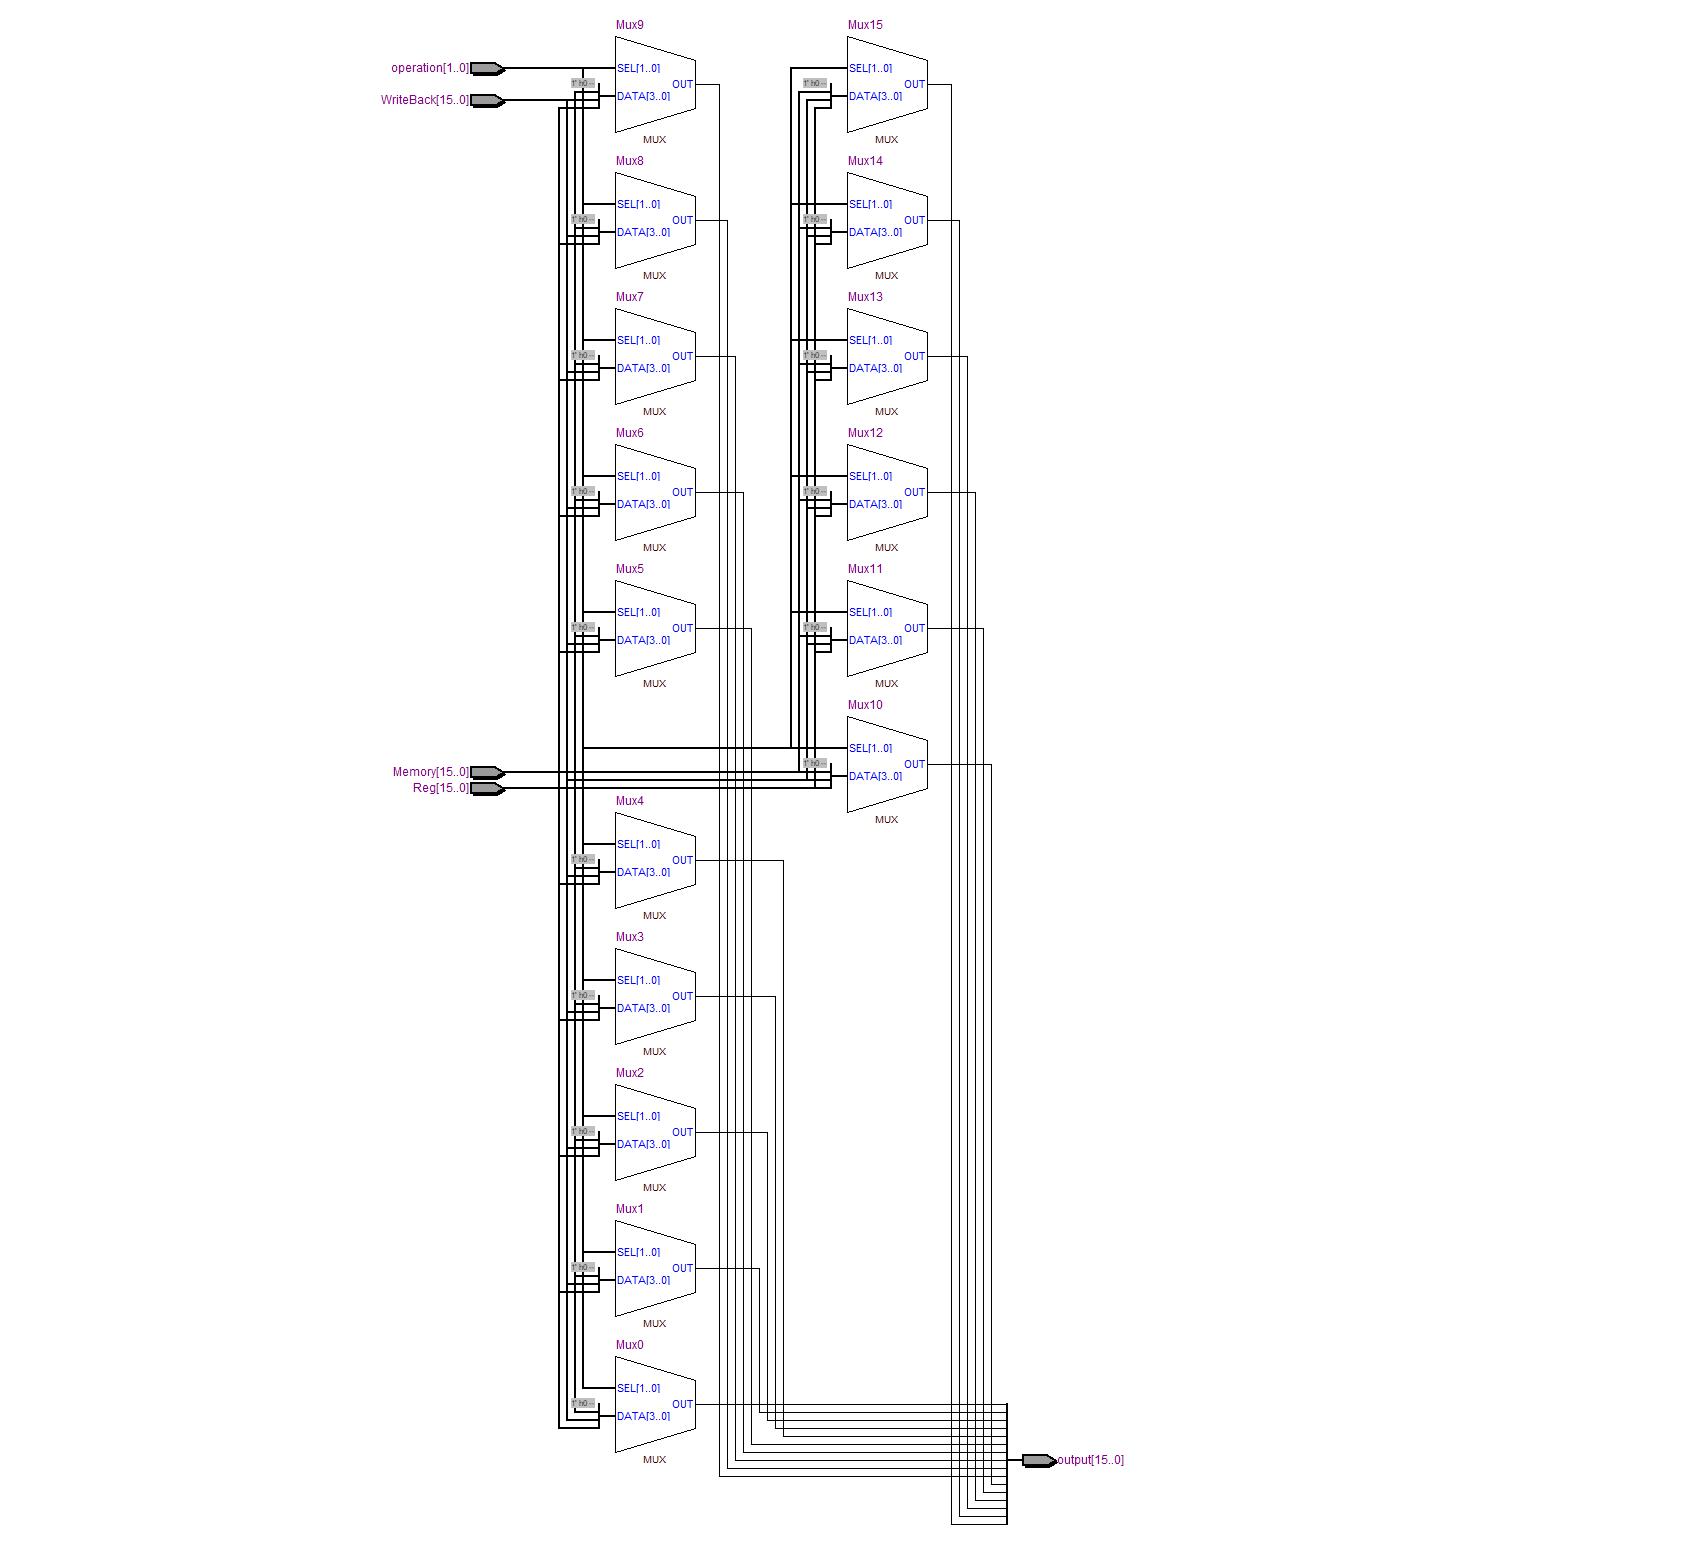 Mux9
operation[1..0]
SEL[1..0]
1' h0 --
OUT
WriteBack[15..0]
DATA[3..0]
MUX
Mux8
SEL[1..0]
1' h0 --
OUT
DATA[3..0]
MUX
Mux7
SEL[1..0]
1' h0 --
OUT
DATA[3..0]
MUX
Mux6
SEL[1..0]
1' h0 --
OUT
DATA[3..0]
MUX
Mux5
SEL[1..0]
1' h0 --
OUT
DATA[3..0]
MUX
Memory[15..0]
Reg[15..0]
Mux4
SEL[1..0]
1' h0 --
OUT
DATA[3..0]
MUX
Mux3
SEL[1..0]
1' h0 --
OUT
DATA[3..0]
MUX
Mux2
SEL[1..0]
1' h0 --
OUT
DATA[3..0]
MUX
Mux1
SEL[1..0]
1' h0 --
OUT
DATA[3..0]
MUX
Mux0
SEL[1..0]
1' h0 --
OUT
DATA[3..0]
MUX
Mux15
SEL[1..0]
1' h0 --
OUT
DATA[3..0]
MUX
Mux14
SEL[1..0]
1' h0 --
OUT
DATA[3..0]
MUX
Mux13
SEL[1..0]
1' h0 --
OUT
DATA[3..0]
MUX
Mux12
SEL[1..0]
1' h0 --
OUT
DATA[3..0]
MUX
Mux11
SEL[1..0]
1' h0 --
OUT
DATA[3..0]
MUX
Mux10
SEL[1..0]
1' h0 --
OUT
DATA[3..0]
MUX
output[15..0]